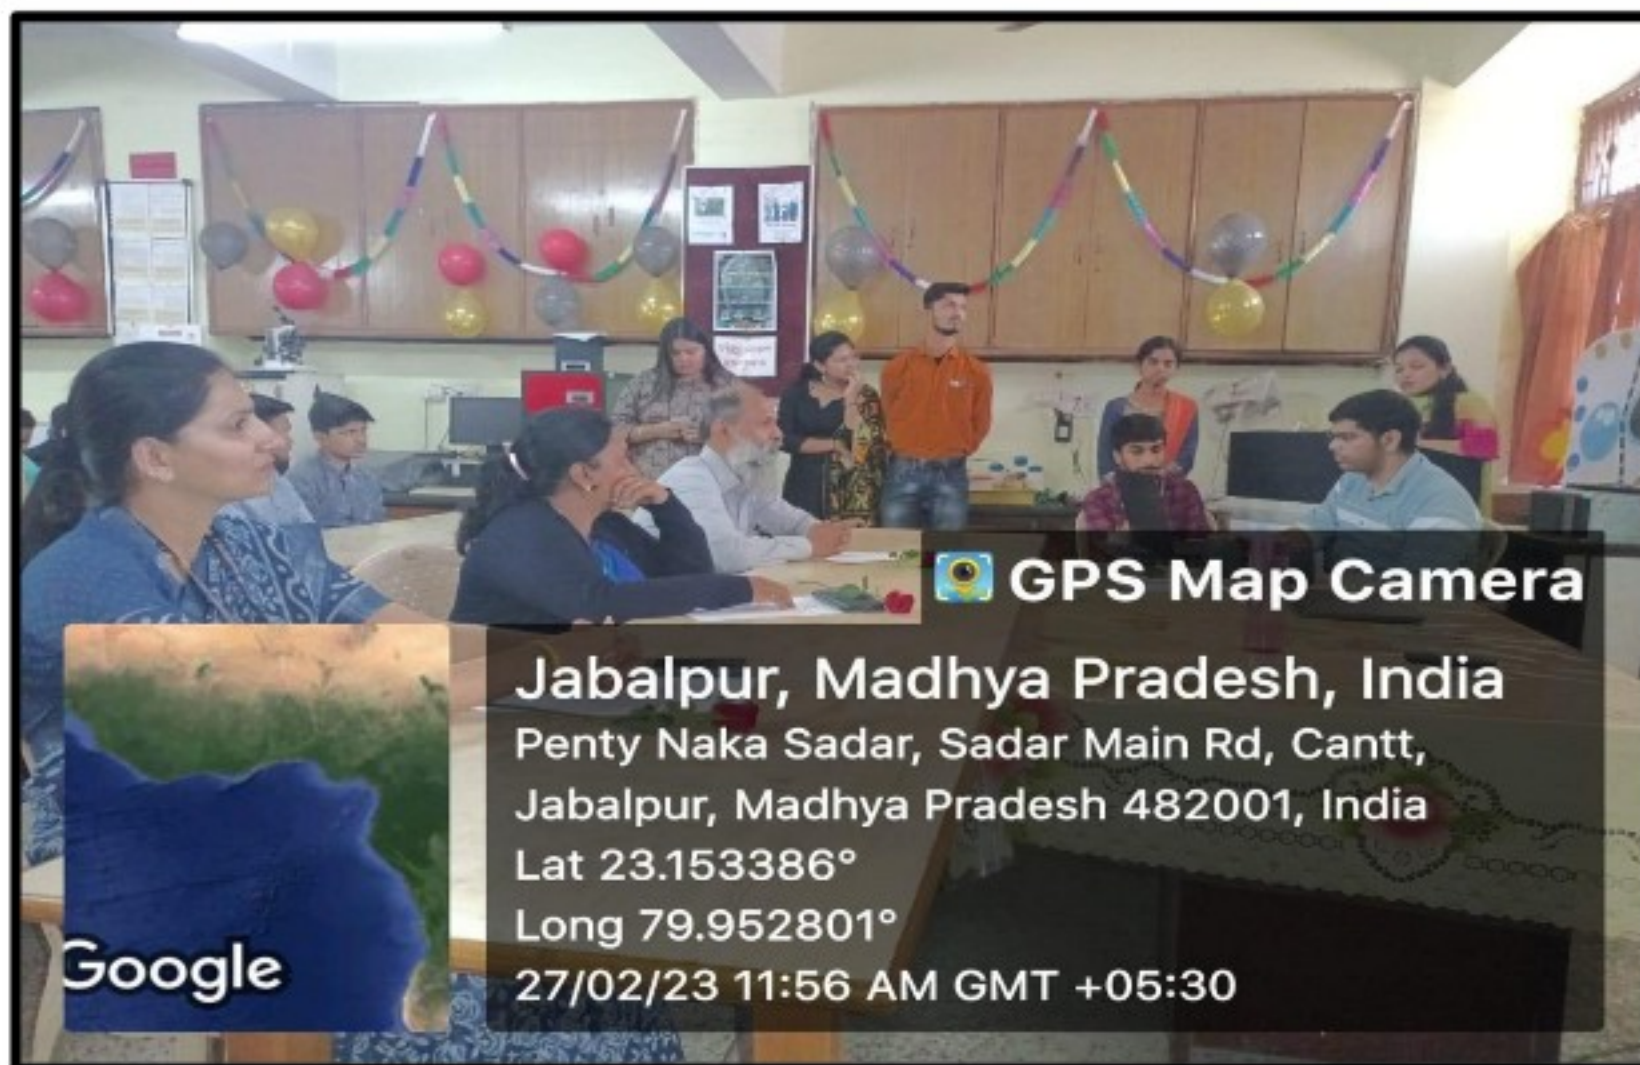 GPS Map Camera
Jabalpur, Madhya Pradesh, India
Penty Naka Sadar, Sadar Main Rd, Cantt,
Jabalpur, Madhya Pradesh 482001, India
Lat 23.153386°
Long 79.952801°
27/02/23 11:56 AM GMT +05:30
Google